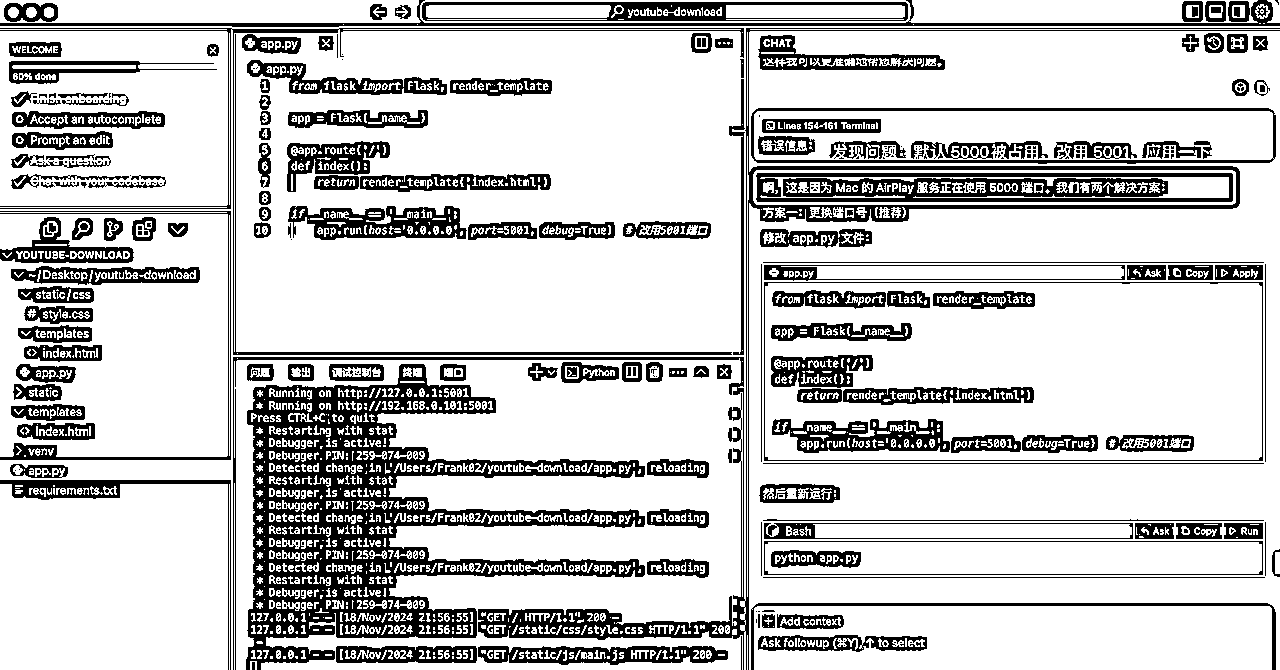 youtube-download
WELCOME
60% done
Finish onboarding
Accept an autocomplete
Prompt an edit
Ask a question
Chat with your codebase
YOUTUBE-DOWNLOAD
~/Desktop/youtube-download
static/css
# style.css
templates
<> index.html
app.py
static
templates
<> index.html
venv
app.py
requirements.txt
app.py
app.py
1 from flask import Flask, render_template
2
3 app = Flask(__name__)
4
5 @app.route('/')
6 def index():
7 return render_template('index.html')
8
9 if __name__ == '__main__':
10 app.run(host='0.0.0.0', port=5001, debug=True) # 改用5001端口
问题 输出 调试控制台 终端 端口 Python
* Running on http://127.0.0.1:5001
* Running on http://192.168.0.101:5001
Press CTRL+C to quit
* Restarting with stat
* Debugger is active!
* Debugger PIN: 259-074-009
* Detected change in '/Users/Frank02/youtube-download/app.py', reloading
* Restarting with stat
* Debugger is active!
* Debugger PIN: 259-074-009
* Detected change in '/Users/Frank02/youtube-download/app.py', reloading
* Restarting with stat
* Debugger is active!
* Debugger PIN: 259-074-009
* Detected change in '/Users/Frank02/youtube-download/app.py', reloading
* Restarting with stat
* Debugger is active!
* Debugger PIN: 259-074-009
127.0.0.1 - - [18/Nov/2024 21:56:55] "GET / HTTP/1.1" 200 -
127.0.0.1 - - [18/Nov/2024 21:56:55] "GET /static/css/style.css HTTP/1.1" 200
-
127.0.0.1 - - [18/Nov/2024 21:56:55] "GET /static/js/main.js HTTP/1.1" 200 -
CHAT
这样我可以更准确地帮您解决问题。
Lines 154-161 Terminal
错误信息： 发现问题：默认5000被占用、改用 5001、应用一下
啊，这是因为 Mac 的 AirPlay 服务正在使用 5000 端口。我们有两个解决方案：
方案一：更换端口号（推荐）
修改 app.py 文件：
app.py Ask Copy Apply
from flask import Flask, render_template
app = Flask(__name__)
@app.route('/')
def index():
return render_template('index.html')
if __name__ == '__main__':
app.run(host='0.0.0.0', port=5001, debug=True) # 改用5001端口
然后重新运行：
Bash Ask Copy Run
python app.py
Add context
Ask followup (⌘Y), ↑ to select